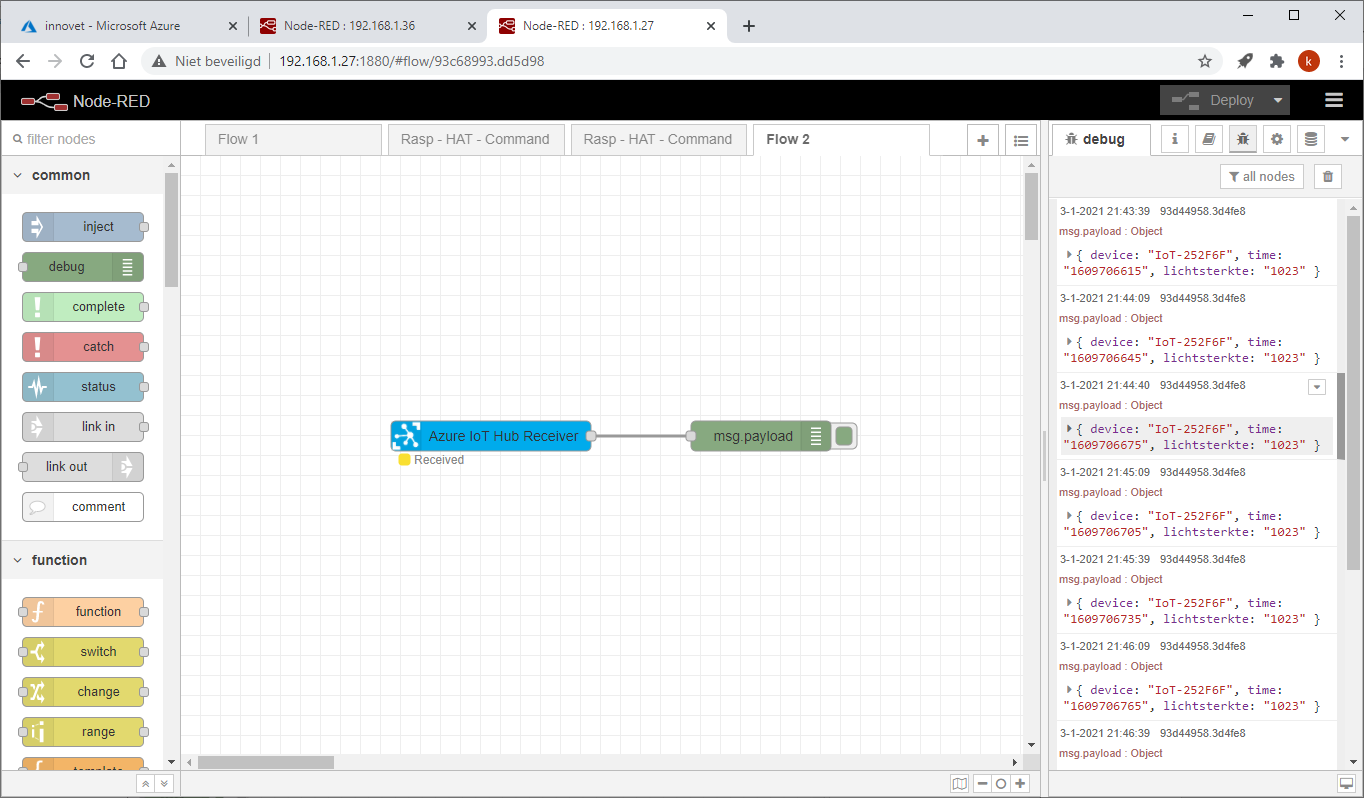 innovet - Microsoft Azure
Node-RED : 192.168.1.36
Node-RED : 192.168.1.27
Niet beveiligd
192.168.1.27:1880/#flow/93c68993.dd5d98
k
Node-RED
Deploy
filter nodes
Flow 1
Rasp - HAT - Command
Rasp - HAT - Command
Flow 2
debug
all nodes
common
inject
debug
complete
catch
status
link in
link out
comment
function
function
switch
change
range
template
Azure IoT Hub Receiver
Received
msg.payload
3-1-2021 21:43:39 93d44958.3d4fe8
msg.payload : Object
{ device: "IoT-252F6F", time:
"1609706615", lichtsterkte: "1023" }
3-1-2021 21:44:09 93d44958.3d4fe8
msg.payload : Object
{ device: "IoT-252F6F", time:
"1609706645", lichtsterkte: "1023" }
3-1-2021 21:44:40 93d44958.3d4fe8
msg.payload : Object
{ device: "IoT-252F6F", time:
"1609706675", lichtsterkte: "1023" }
3-1-2021 21:45:09 93d44958.3d4fe8
msg.payload : Object
{ device: "IoT-252F6F", time:
"1609706705", lichtsterkte: "1023" }
3-1-2021 21:45:39 93d44958.3d4fe8
msg.payload : Object
{ device: "IoT-252F6F", time:
"1609706735", lichtsterkte: "1023" }
3-1-2021 21:46:09 93d44958.3d4fe8
msg.payload : Object
{ device: "IoT-252F6F", time:
"1609706765", lichtsterkte: "1023" }
3-1-2021 21:46:39 93d44958.3d4fe8
msg.payload : Object